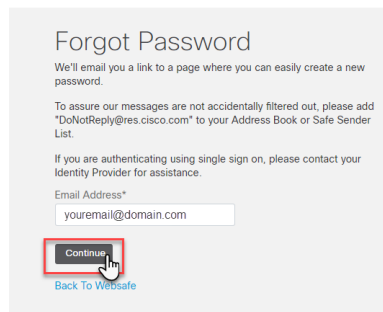 Forgot Password
We'll email you a link to a page where you can easily create a new
password.
To assure our messages are not accidentally filtered out, please add
"DoNotReply@res.cisco.com" to your Address Book or Safe Sender
List.
If you are authenticating using single sign on, please contact your
Identity Provider for assistance.
Email Address*
youremail@domain.com
Continue
Back To Websafe